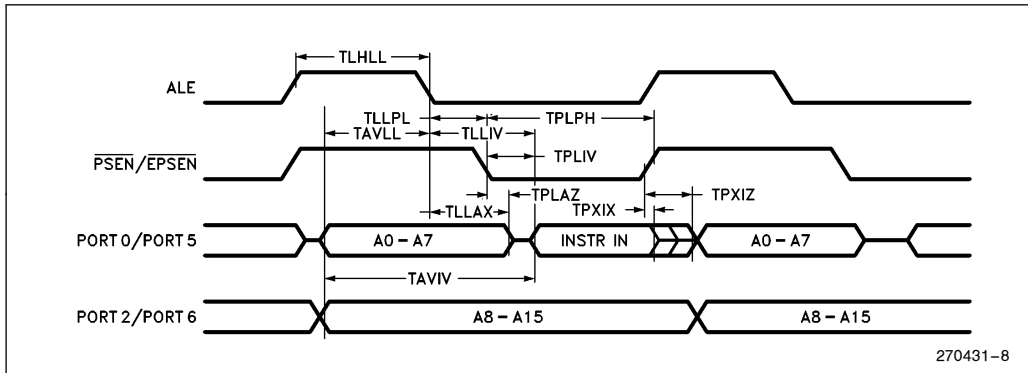 TLHLL
ALE
TLLPL
TPLPH
TAVLL
TLLIV
PSEN/EPSEN
TPLIV
TPLAZ
TPXIZ
TLLAX
TPXIX
PORT 0/PORT 5
A0 – A7
INSTR IN
A0 – A7
TAVIV
PORT 2/PORT 6
A8 – A15
A8 – A15
270431–8